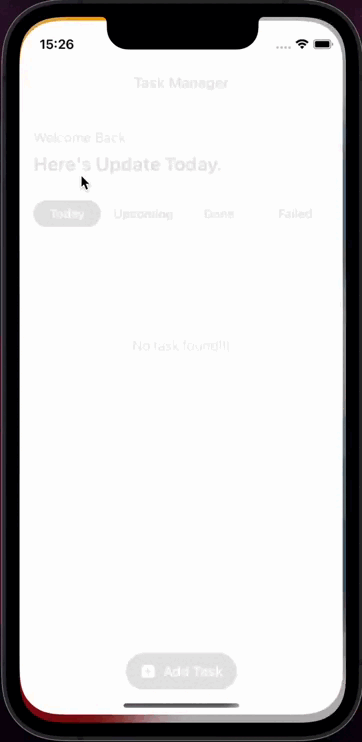 15:26
Task Manager
Welcome Back
Here's Update Today.
Today Upcoming Done Failed
No task found!!!
Add Task